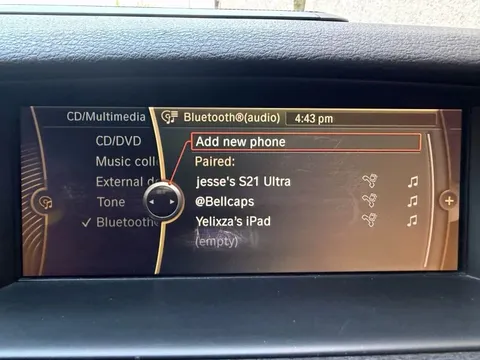 CD/Multimedia
Bluetooth®(audio)
4:43 pm
CD/DVD
Music coll
External de
Tone
Bluetooth
Add new phone
Paired:
jesse's S21 Ultra
@Bellcaps
Yelixza's iPad
(empty)